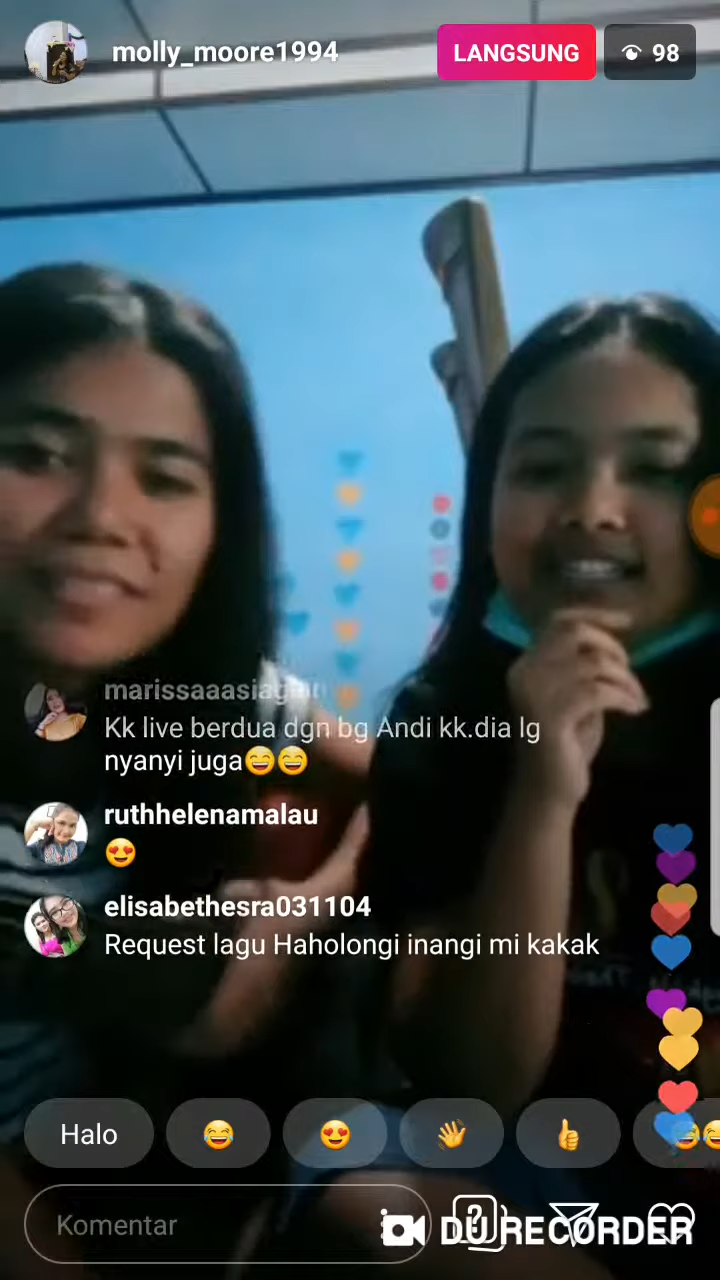 molly_moore1994
LANGSUNG
98
Kk live berdua dgn bg Andi kk.dia lg
nyanyi juga😄😄
ruthhelenamalau
😍
elisabethesra031104
Request lagu Haholongi inangi mi kakak
Halo
Komentar
DU RECORDER